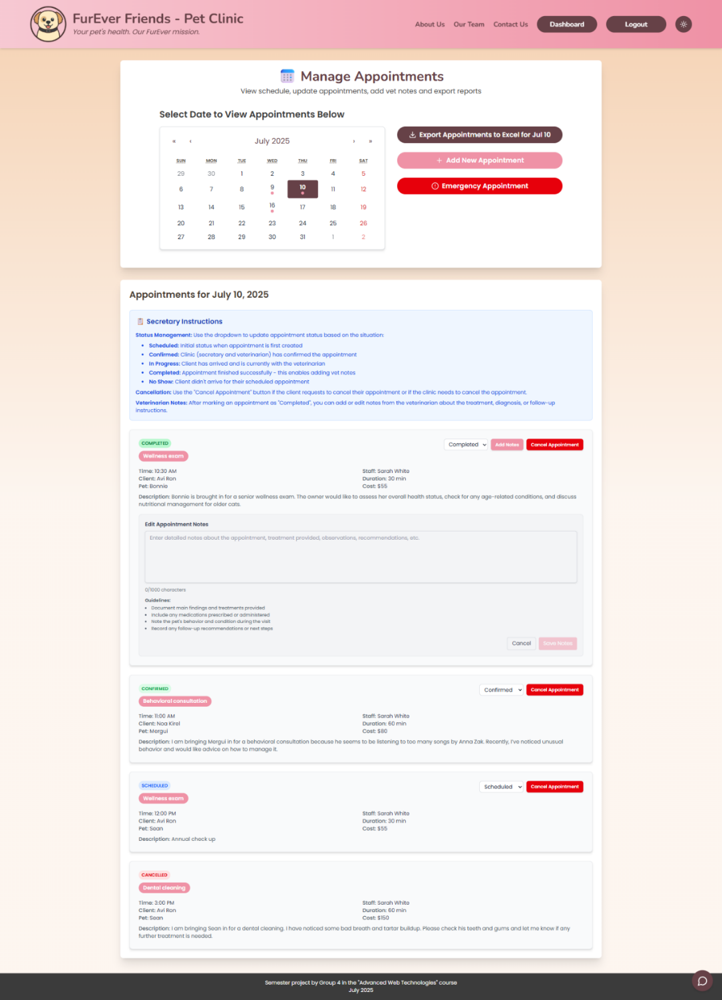 FurEver Friends - Pet Clinic
Your pet's health. Our FurEver mission.
About Us Our Team Contact Us Dashboard Logout
Manage Appointments
View schedule, update appointments, add vet notes and export reports
Select Date to View Appointments Below
« ‹ July 2025 › »
SUN MON TUE WED THU FRI SAT
29 30 1 2 3 4 5
6 7 8 9 10 11 12
13 14 15 16 17 18 19
20 21 22 23 24 25 26
27 28 29 30 31 1 2
Export Appointments to Excel for Jul 10
+ Add New Appointment
Emergency Appointment
Appointments for July 10, 2025
Secretary Instructions
Status Management: Use the dropdown to update appointment status based on the situation:
• Scheduled: Initial status when appointment is first created
• Confirmed: Clinic (secretary and veterinarian) has confirmed the appointment
• In Progress: Client has arrived and is currently with the veterinarian
• Completed: Appointment finished successfully - this enables adding vet notes
• No Show: Client didn't arrive for their scheduled appointment
Cancellation: Use the "Cancel Appointment" button if the client requests to cancel their appointment or if the clinic needs to cancel the appointment.
Veterinarian Notes: After marking an appointment as "Completed", you can add or edit notes from the veterinarian about the treatment, diagnosis, or follow-up
instructions.
COMPLETED
Completed Add Notes Cancel Appointment
Wellness exam
Time: 10:30 AM
Client: Avi Ron
Pet: Bonnie
Staff: Sarah White
Duration: 30 min
Cost: $55
Description: Bonnie is brought in for a senior wellness exam. The owner would like to assess her overall health status, check for any age-related conditions, and discuss
nutritional management for older cats.
Edit Appointment Notes
Enter detailed notes about the appointment, treatment provided, observations, recommendations, etc.
0/1000 characters
Guidelines:
• Document main findings and treatments provided
• Include any medications prescribed or administered
• Note the pet's behavior and condition during the visit
• Record any follow-up recommendations or next steps
Cancel Save Notes
CONFIRMED
Confirmed Cancel Appointment
Behavioral consultation
Time: 11:00 AM
Client: Noa Kirel
Pet: Mergui
Staff: Sarah White
Duration: 60 min
Cost: $80
Description: I am bringing Mergui in for a behavioral consultation because he seems to be listening to too many songs by Anna Zak. Recently, I've noticed unusual
behavior and would like advice on how to manage it.
SCHEDULED
Scheduled Cancel Appointment
Wellness exam
Time: 12:00 PM
Client: Avi Ron
Pet: Sean
Staff: Sarah White
Duration: 30 min
Cost: $55
Description: Annual check up
CANCELLED
Dental cleaning
Time: 3:00 PM
Client: Avi Ron
Pet: Sean
Staff: Sarah White
Duration: 60 min
Cost: $150
Description: I am bringing Sean in for a dental cleaning. I have noticed some bad breath and tartar buildup. Please check his teeth and gums and let me know if any
further treatment is needed.
Semester project by Group 4 in the "Advanced Web Technologies" course
July 2025